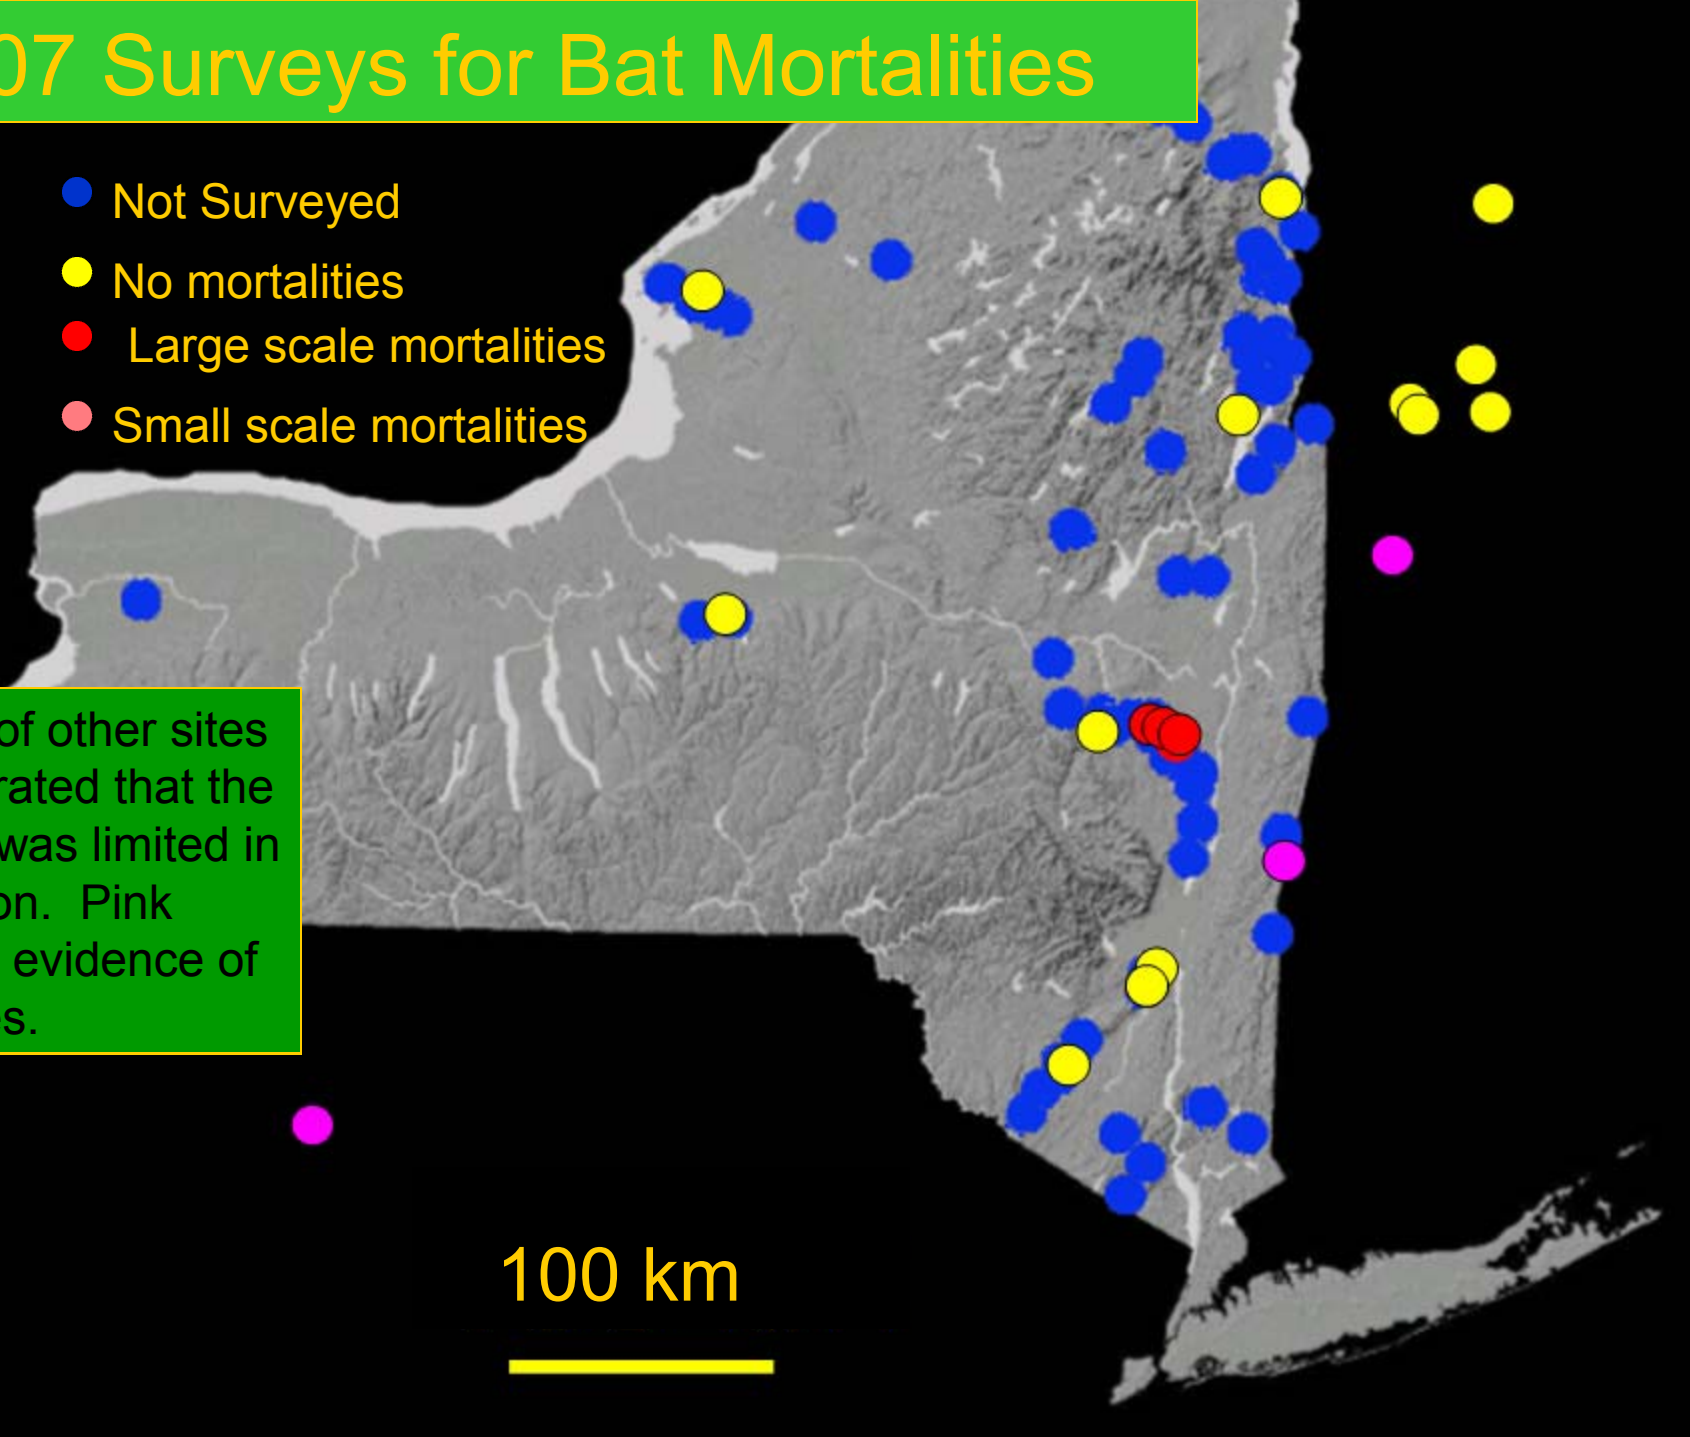 07 Surveys for Bat Mortalities
Not Surveyed
No mortalities
Large scale mortalities
Small scale mortalities
of other sites
rated that the
was limited in
on. Pink
evidence of
s.
100 km